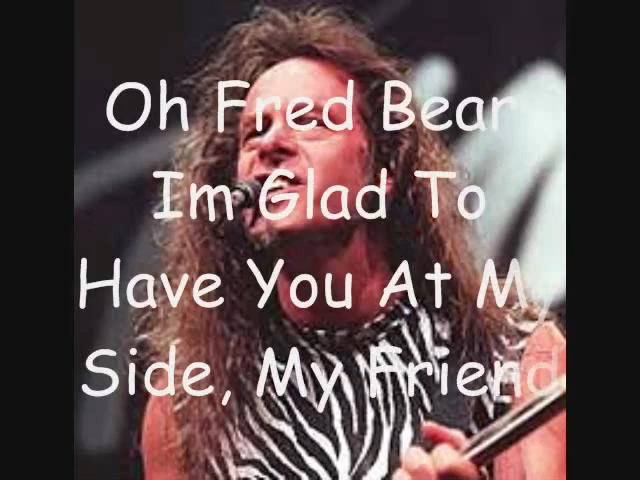 Oh Fred Bear
Im Glad To
Have You At My
Side, My Friend